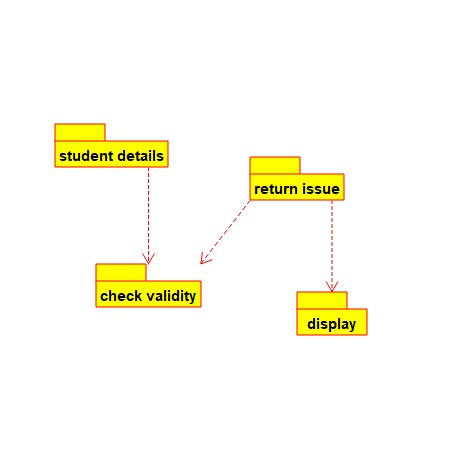 student details
return issue
check validity
display